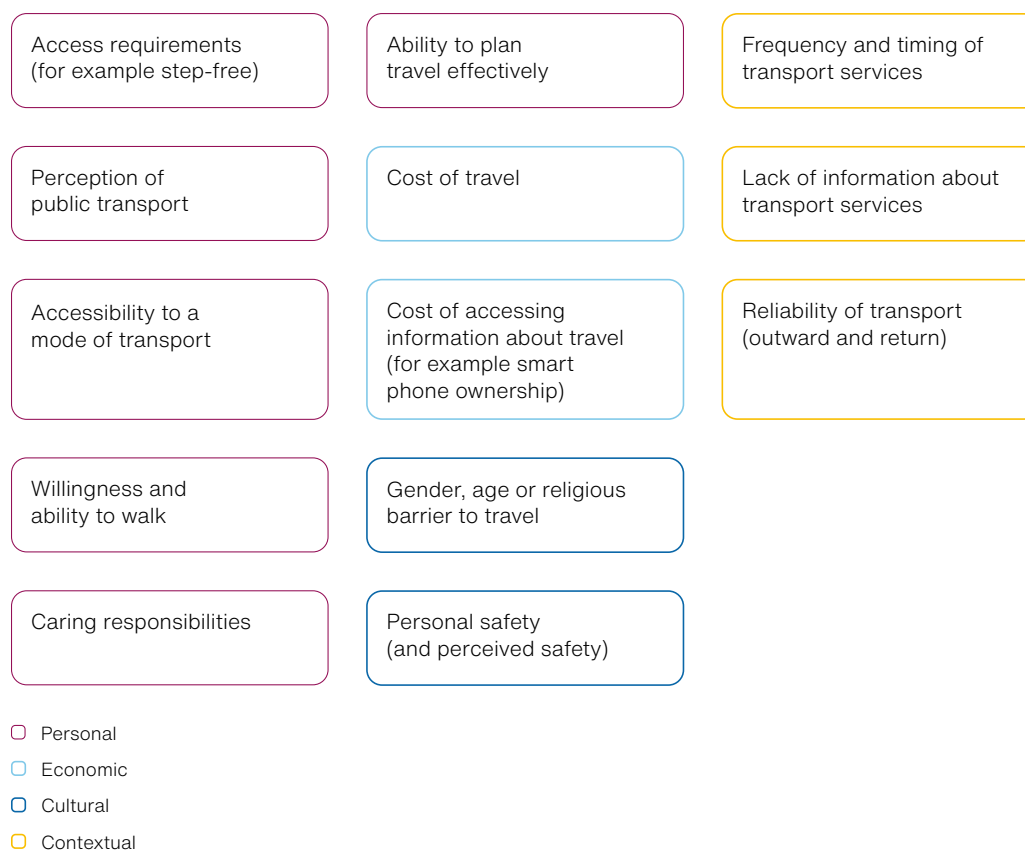 Access requirements
(for example step-free)
Perception of
public transport
Accessibility to a
mode of transport
Willingness and
ability to walk
Caring responsibilities
Ability to plan
travel effectively
Cost of travel
Cost of accessing
information about travel
(for example smart
phone ownership)
Gender, age or religious
barrier to travel
Personal safety
(and perceived safety)
Frequency and timing of
transport services
Lack of information about
transport services
Reliability of transport
(outward and return)
Personal
Economic
Cultural
Contextual